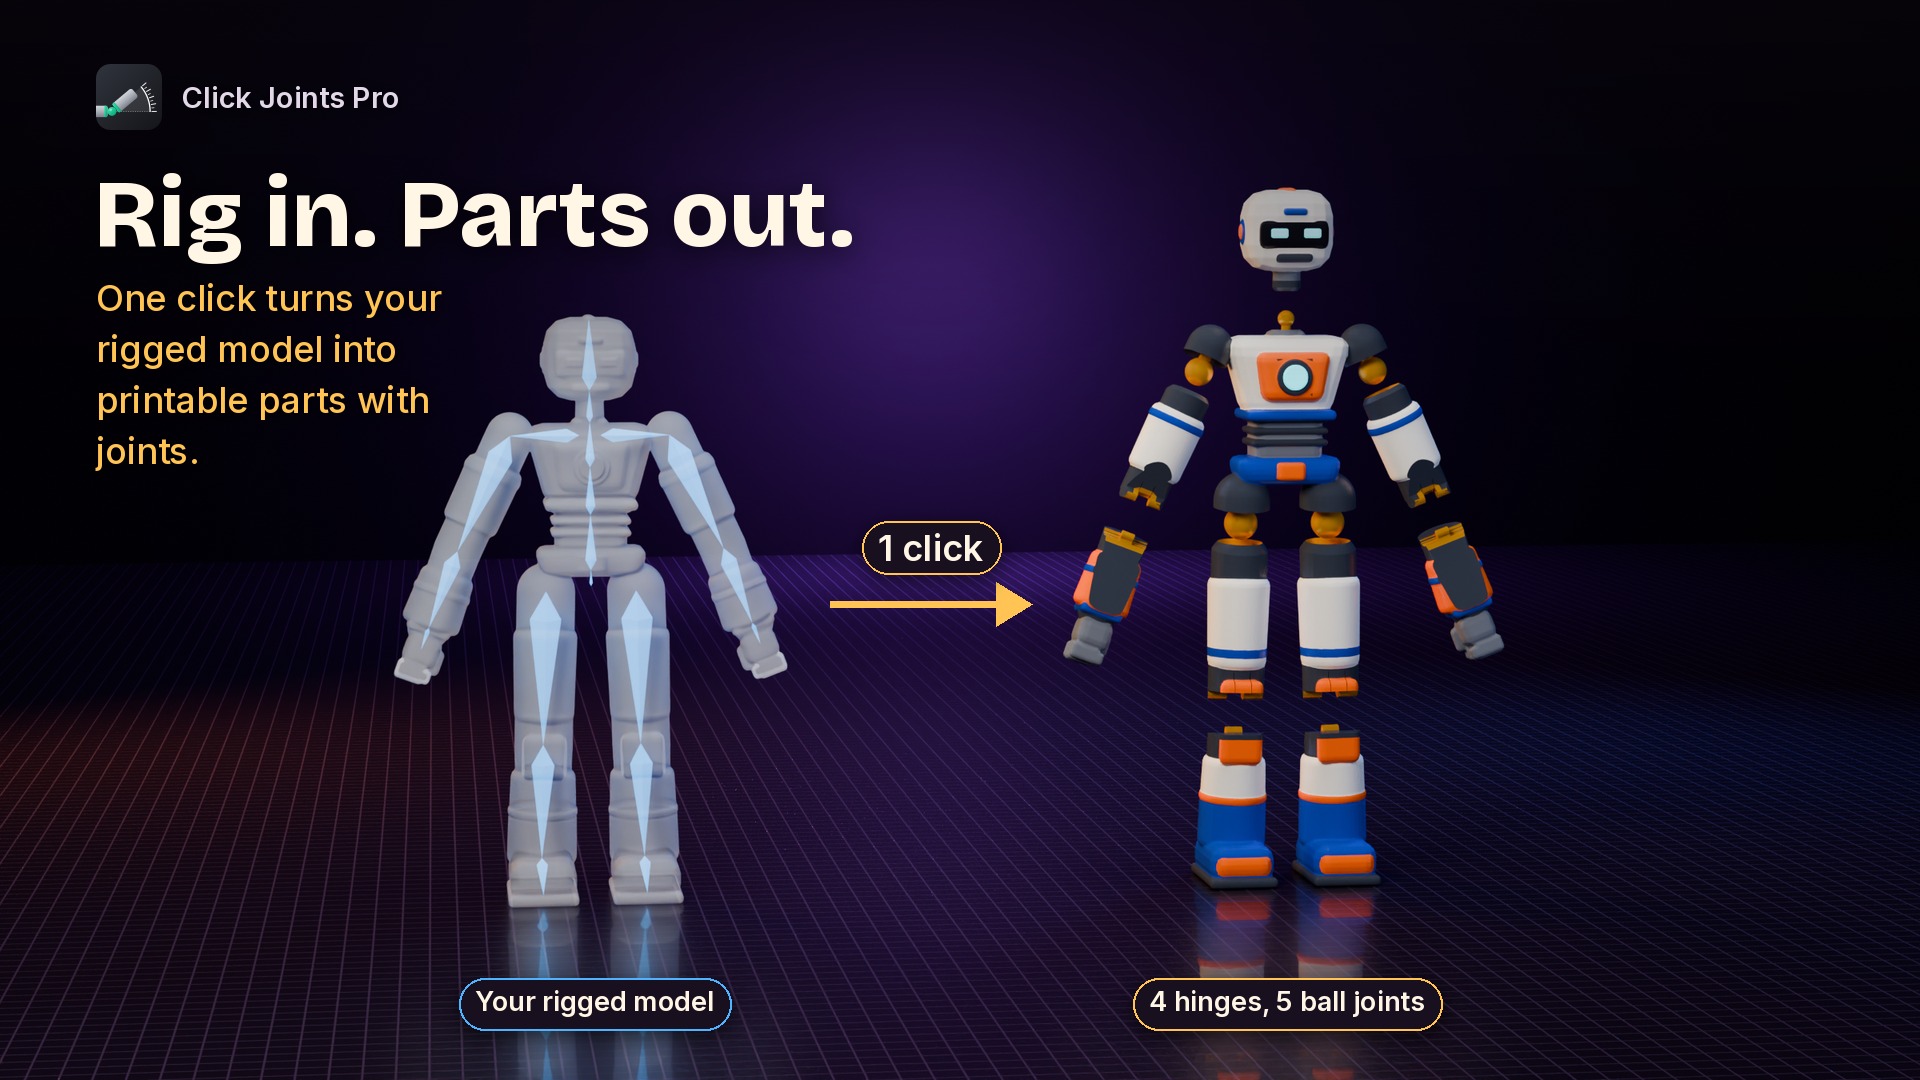 Click Joints Pro
Rig in. Parts out.
One click turns your
rigged model into
printable parts with
joints.
1 click
Your rigged model
4 hinges, 5 ball joints